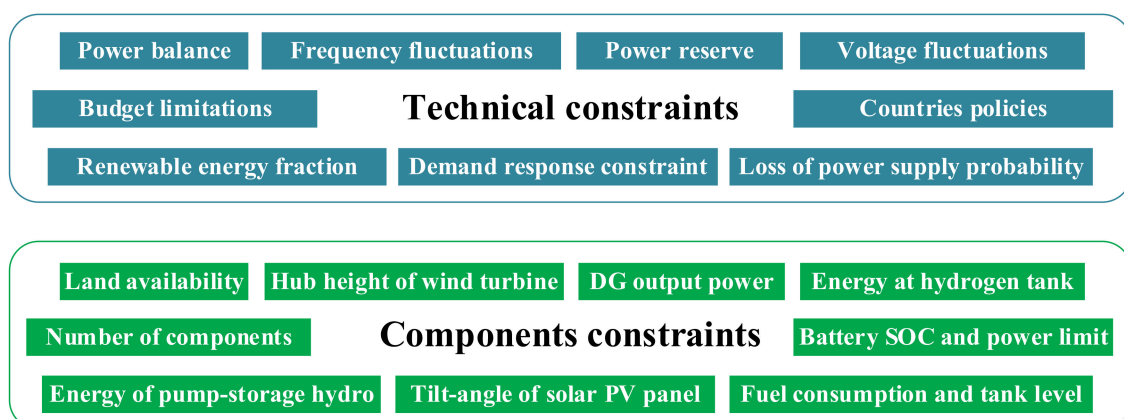 Power balance
Frequency fluctuations
Power reserve
Voltage fluctuations
Budget limitations
Technical constraints
Countries policies
Renewable energy fraction
Demand response constraint
Loss of power supply probability
Land availability
Hub height of wind turbine
DG output power
Energy at hydrogen tank
Number of components
Components constraints
Battery SOC and power limit
Energy of pump-storage hydro
Tilt-angle of solar PV panel
Fuel consumption and tank level